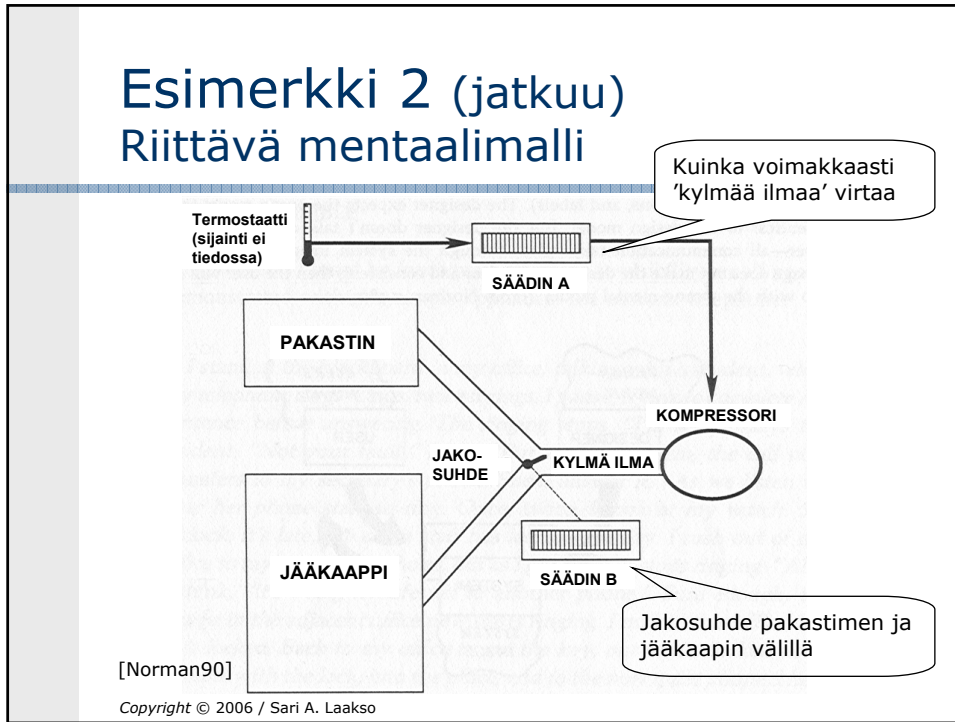 Esimerkki 2 (jatkuu)
Riittävä mentaalimalli
Kuinka voimakkaasti
’kylmää ilmaa’ virtaa
Termostaatti
(sijainti ei
tiedossa)
SÄÄDIN A
PAKASTIN
KOMPRESSORI
JAKO-
SUHDE
KYLMÄ ILMA
JÄÄKAAPPI
SÄÄDIN B
Jakosuhde pakastimen ja
jääkaapin välillä
[Norman90]
Copyright © 2006 / Sari A. Laakso